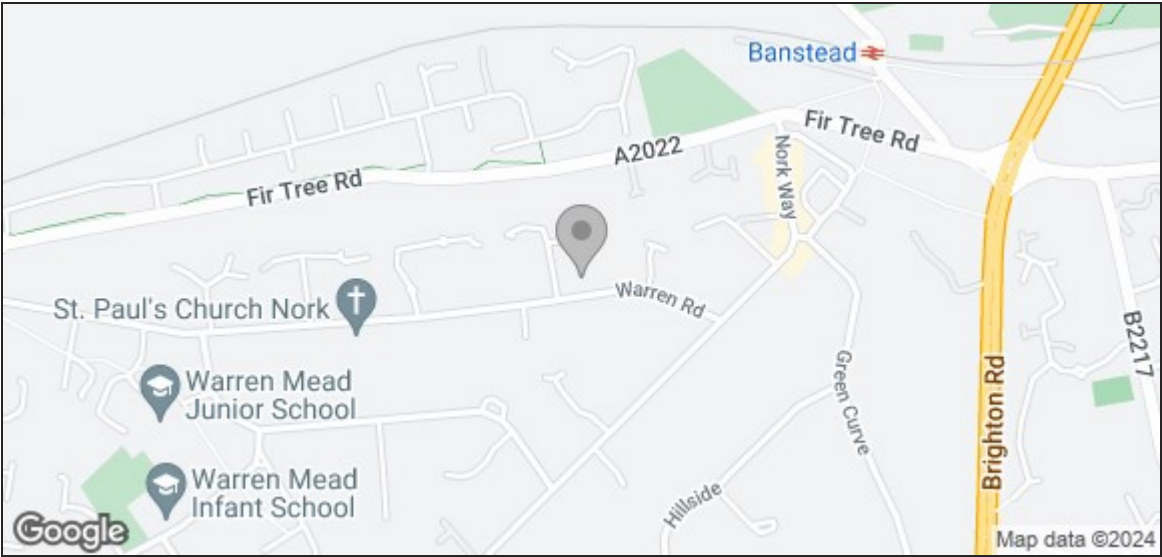 Banstead
Fir Tree Rd
A2022
Nork Way
Fir Tree Rd
Warren Rd
St. Paul's Church Nork
B2217
Warren Mead
Junior School
Green Curve
Brighton Rd
Warren Mead
Infant School
Hillside
Google
Map data ©2024